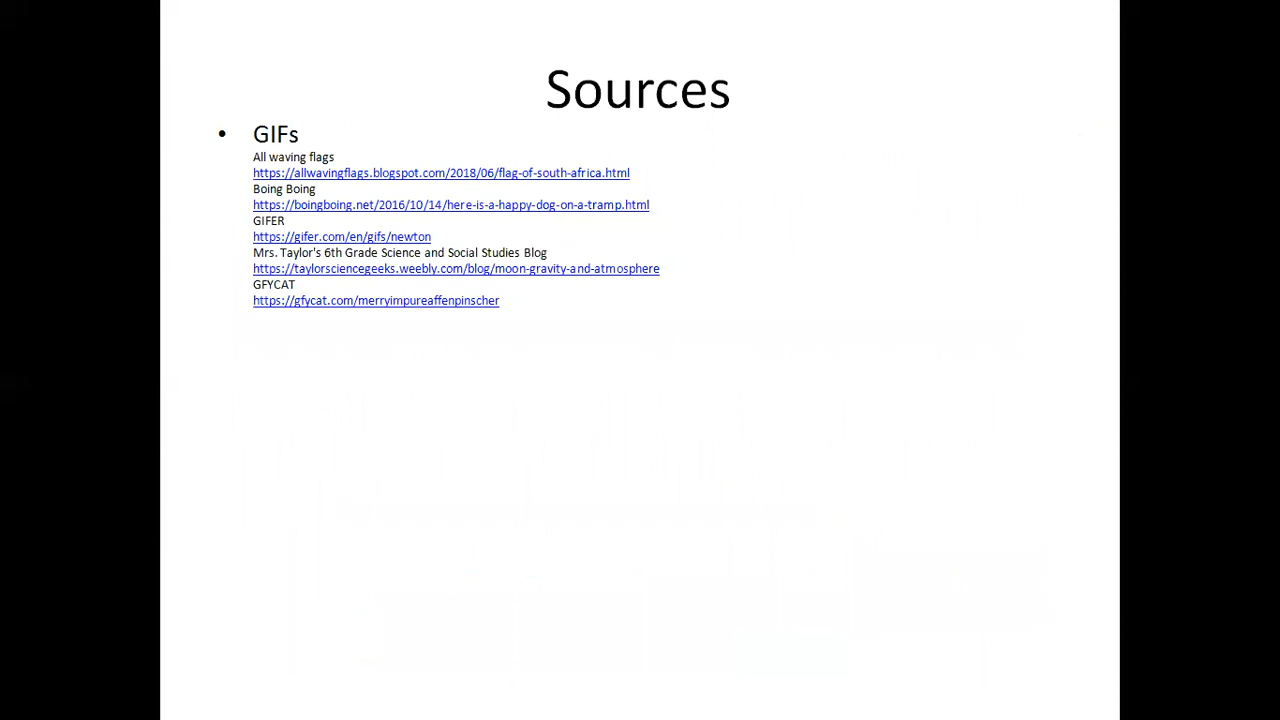 Sources
• GIFs
All waving flags
https://allwavingflags.blogspot.com/2018/06/flag-of-south-africa.html
Boing Boing
https://boingboing.net/2016/10/14/here-is-a-happy-dog-on-a-tramp.html
GIFER
https://gifer.com/en/gifs/newton
Mrs. Taylor's 6th Grade Science and Social Studies Blog
https://taylorsciencegeeks.weebly.com/blog/moon-gravity-and-atmosphere
GFYCAT
https://gfycat.com/merryimpureaffenpinscher